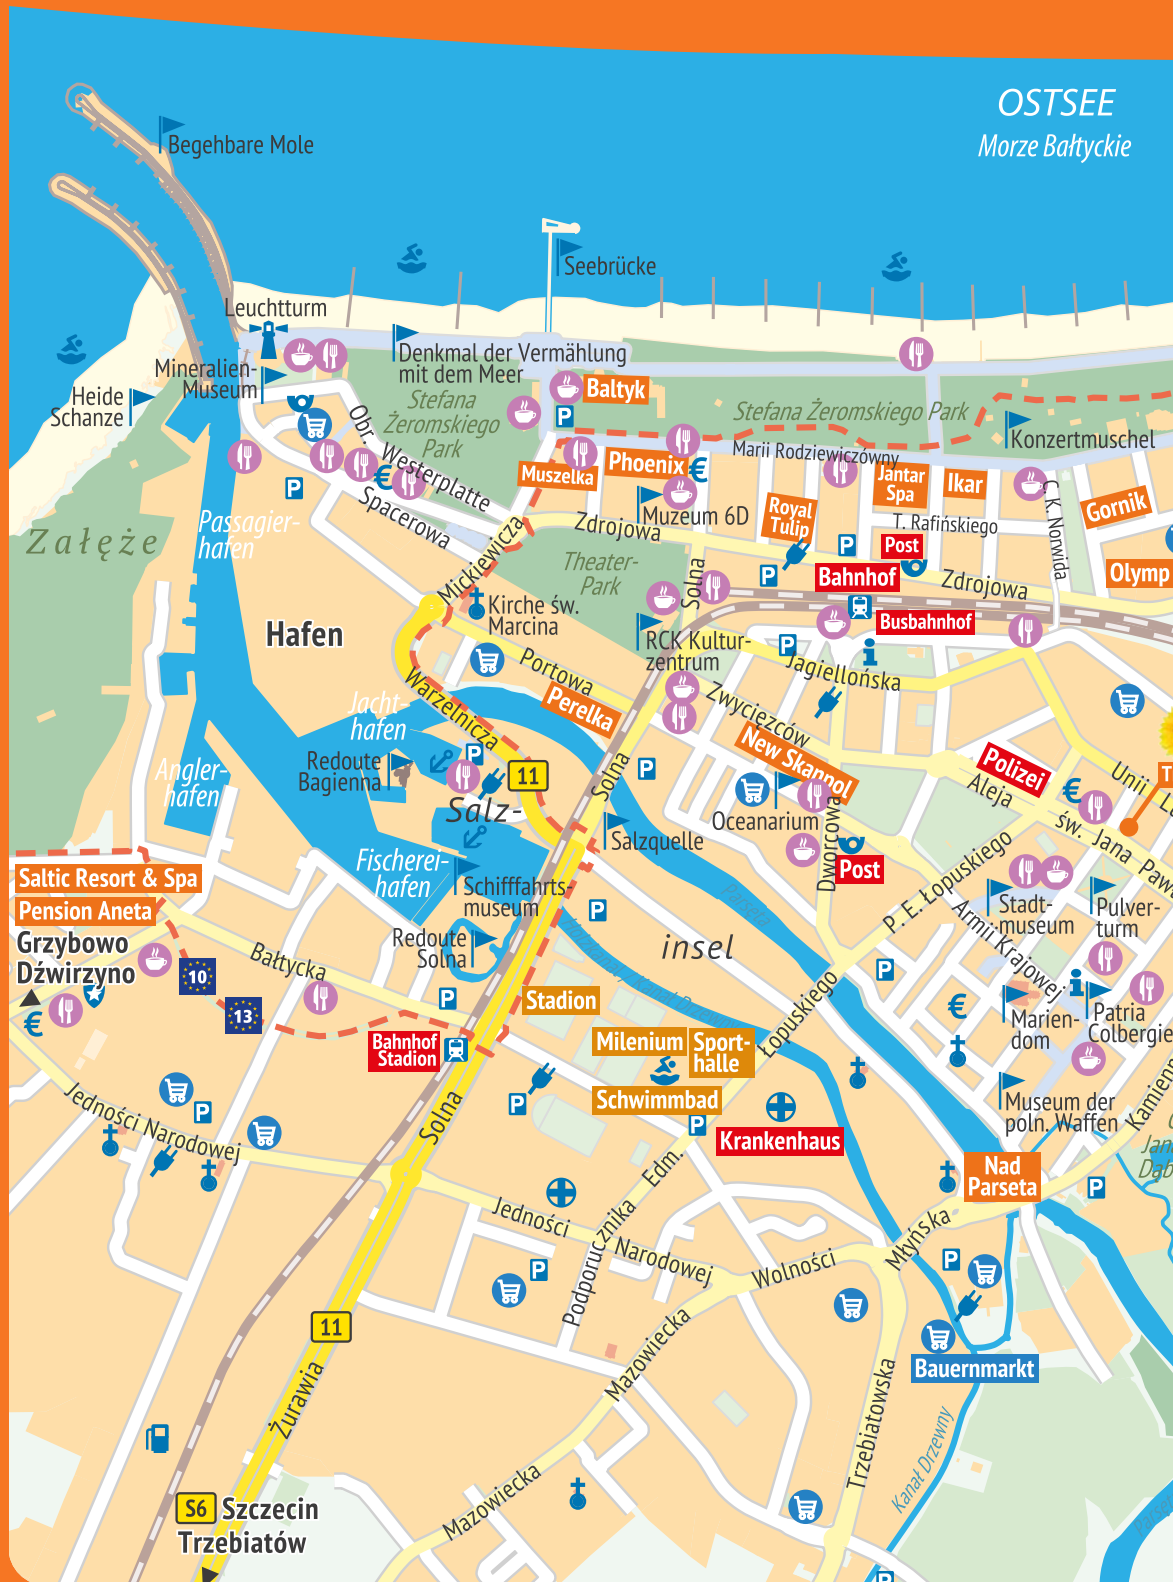 OSTSEE
Morze Bałtyckie
Begehbare Mole
Seebrücke
Leuchtturm
Denkmal der Vermählung
mit dem Meer
Mineralien-
Museum
Heide
Schanze
Baltyk
P
Stefana
Żeromskiego
Park
Stefana Żeromskiego Park
Konzertmuschel
Obr.
Westerplatte
Marii Rodziewiczówny
Muszelka
Phoenix
€
€
Jantar
Spa
Ikar
Gornik
P
Spacerowa
Muzeum 6D
Royal
Tulip
T. Rafińskiego
C. K. Norwida
Passagier-
hafen
Załęże
Zdrojowa
Mickiewicza
Theater-
Park
Solna
P
P
Post
Bahnhof
Zdrojowa
Olymp
Kirche św.
Marcina
Busbahnhof
Hafen
RCK Kultur-
zentrum
P
Jagiellońska
Portowa
Perelka
Zwycięzców
Warzelnicza
Jacht-
hafen
New Skanpol
Redoute
Bagienna
P
11
Solna
P
Polizei
€
Angler-
hafen
Salz-
Oceanarium
Aleja
św. Jana Paw
Unii Lu
T
Salzquelle
Dworcowa
Post
Fischerei-
hafen
Schifffahrts-
museum
Parseta
P. E. Łopuskiego
Saltic Resort & Spa
Pension Aneta
Grzybowo
Dźwirzyno
€
P
Stadt-
museum
Pulver-
turm
Armii Krajowej
Redoute
Solna
insel
Bałtycka
10
13
P
Stadion
P
€
Marien-
dom
Patria
Colbergie
Bahnhof
Stadion
Milenium
Sport-
halle
Schwimmbad
Łopuskiego
P
P
Krankenhaus
Museum der
poln. Waffen
Kamienn
Jedności Narodowej
P
Solna
Edm.
Nad
Parseta
P
Jedności
Narodowej
Podporucznika
Wolności
Młyńska
P
P
11
Mazowiecka
Bauernmarkt
Żurawia
Trzebiatowska
Kanał Drzewny
Mazowiecka
S6
Szczecin
Trzebiatów
P